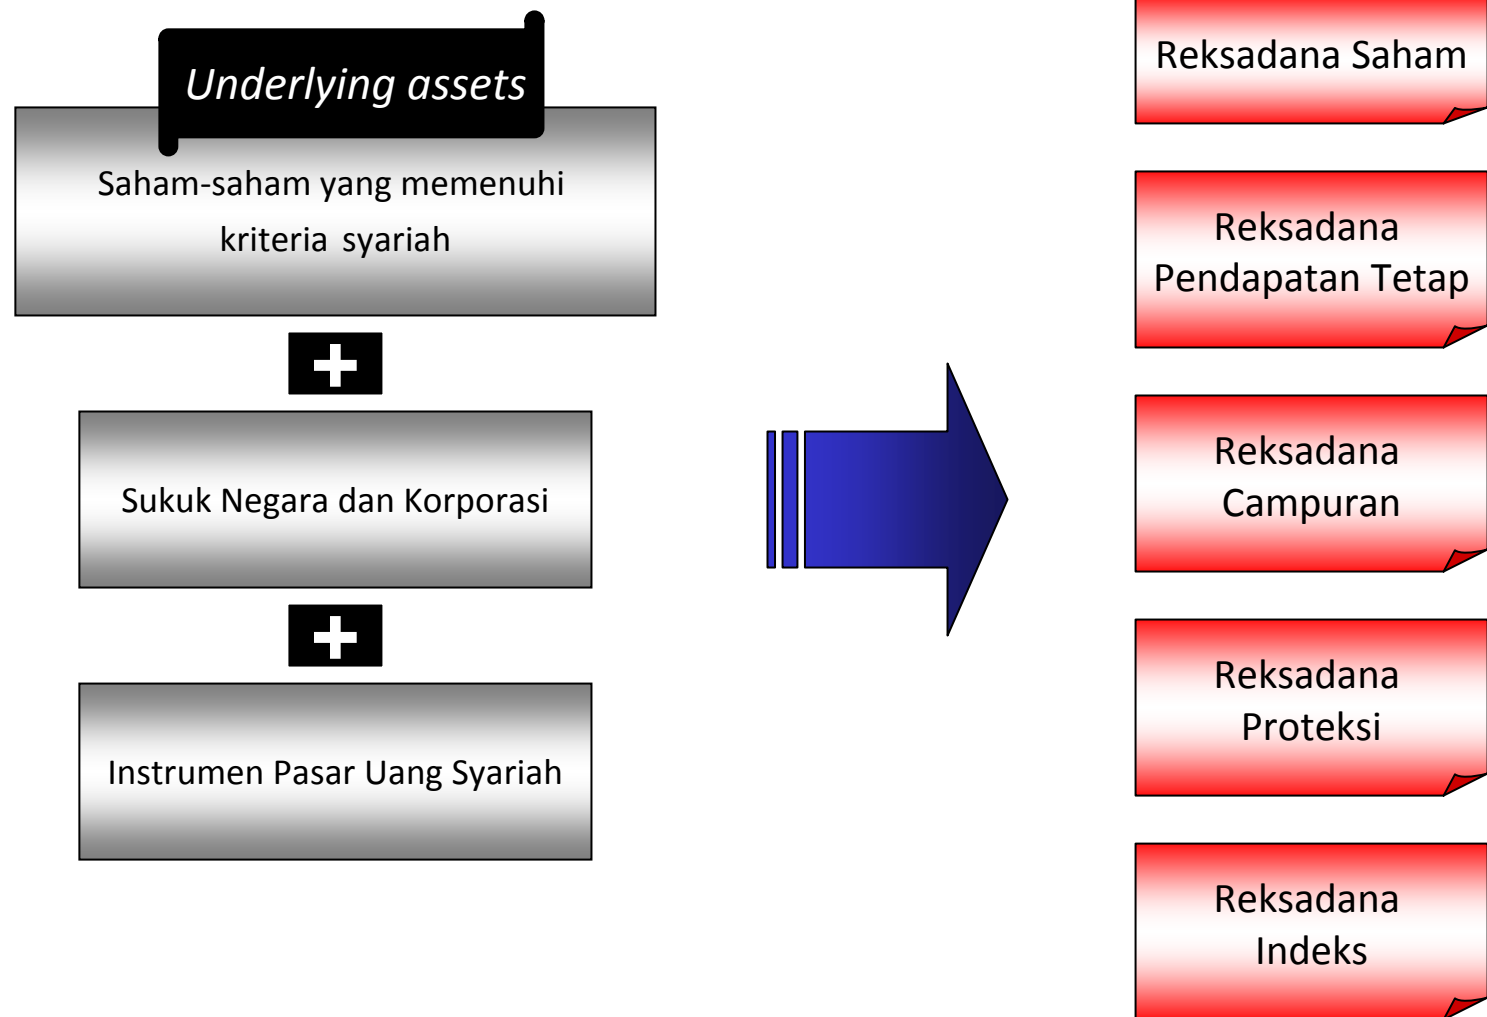 Underlying assets
Saham-saham yang memenuhi
kriteria syariah
Sukuk Negara dan Korporasi
Instrumen Pasar Uang Syariah
Reksadana Saham
Reksadana
Pendapatan Tetap
Reksadana
Campuran
Reksadana
Proteksi
Reksadana
Indeks